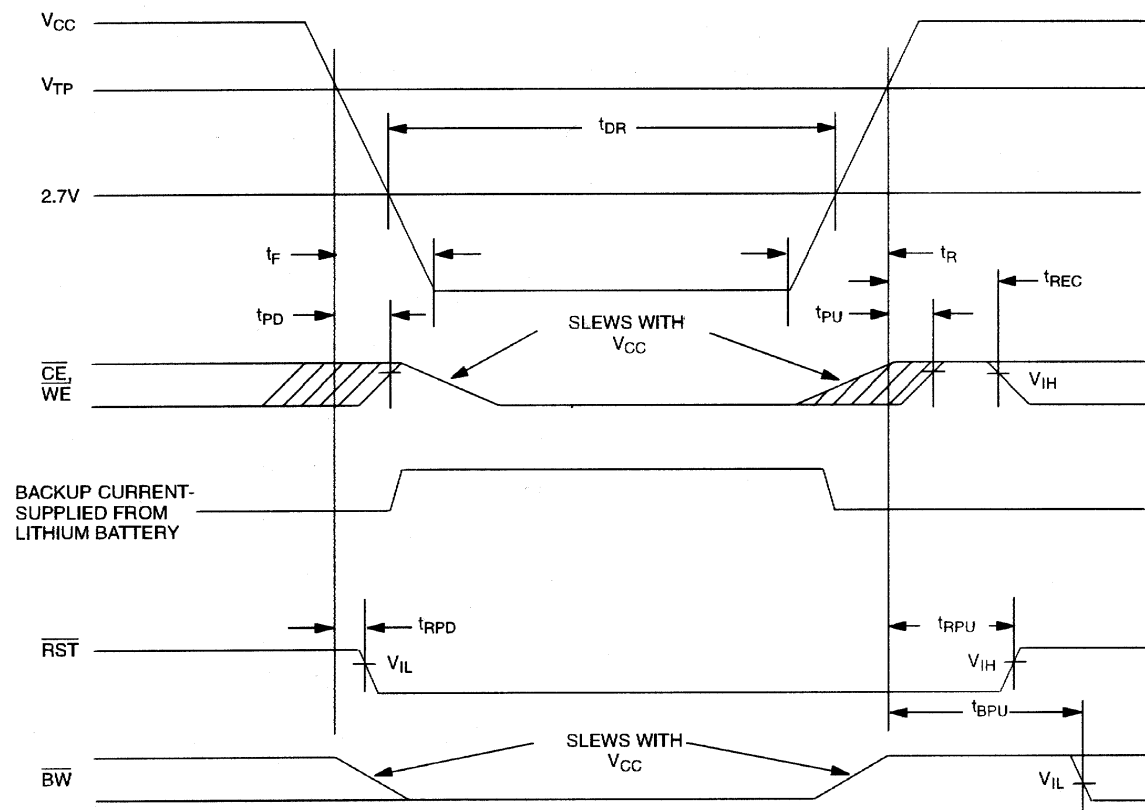 VCC
VTP
tDR
2.7V
tF
tR
tREC
tPD
tPU
SLEWS WITH
VCC
CE,
WE
VIH
BACKUP CURRENT-
SUPPLIED FROM
LITHIUM BATTERY
tRPD
tRPU
RST
VIL
VIH
tBPU
SLEWS WITH
VCC
BW
VIL